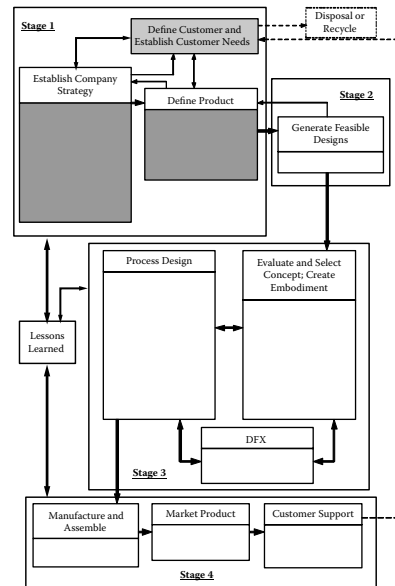 Stage 1
Define Customer and
Establish Customer Needs
Disposal or
Recycle
Establish Company
Strategy
Define Product
Stage 2
Generate Feasible
Designs
Process Design
Evaluate and Select
Concept; Create
Embodiment
Lessons
Learned
DFX
Stage 3
Manufacture and
Assemble
Market Product
Customer Support
Stage 4